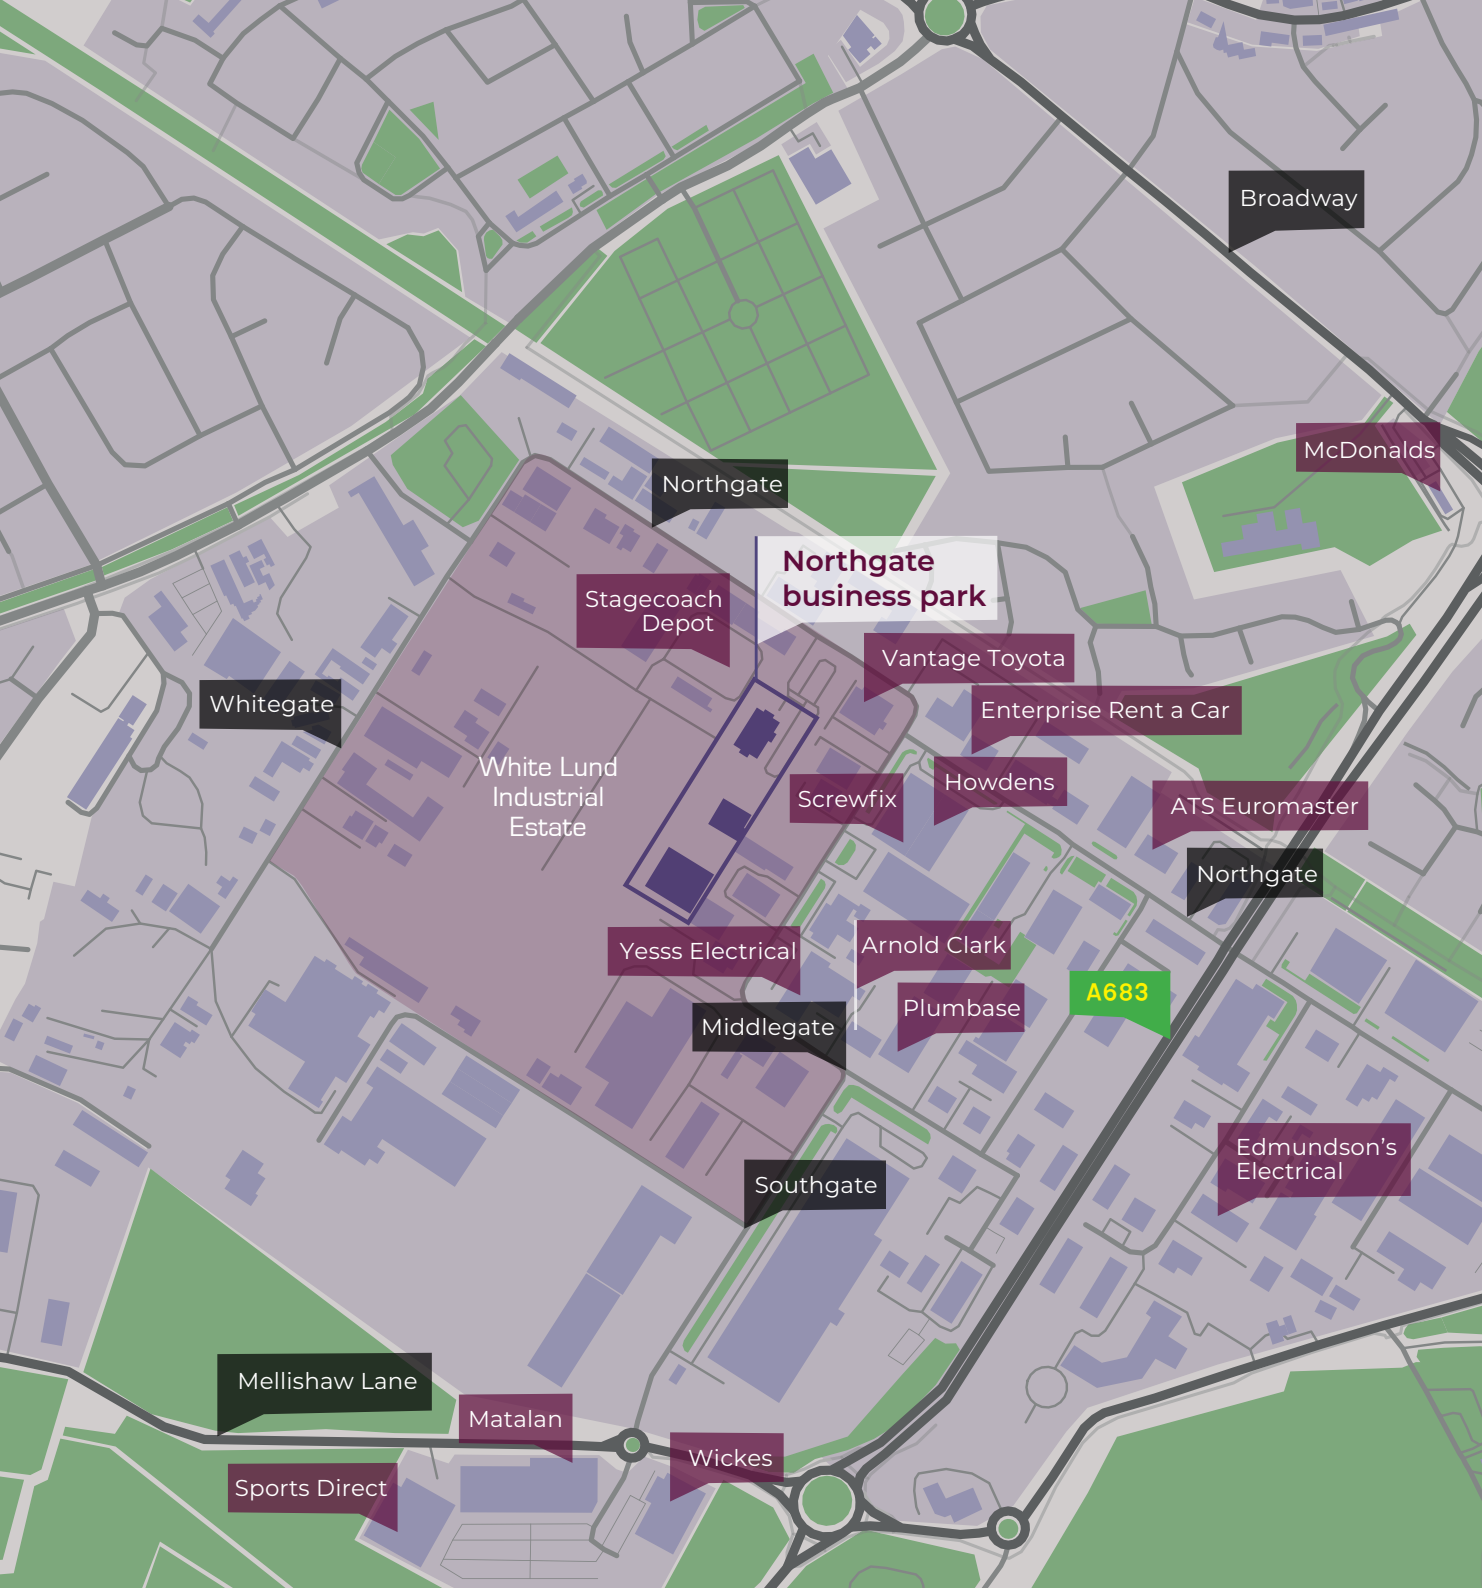 Broadway
McDonalds
Northgate
Northgate
business park
Stagecoach
Depot
Vantage Toyota
Whitegate
Enterprise Rent a Car
White Lund
Industrial
Estate
Screwfix
Howdens
ATS Euromaster
Northgate
Yesss Electrical
Arnold Clark
A683
Plumbase
Middlegate
Edmundson’s
Electrical
Southgate
Mellishaw Lane
Matalan
Wickes
Sports Direct